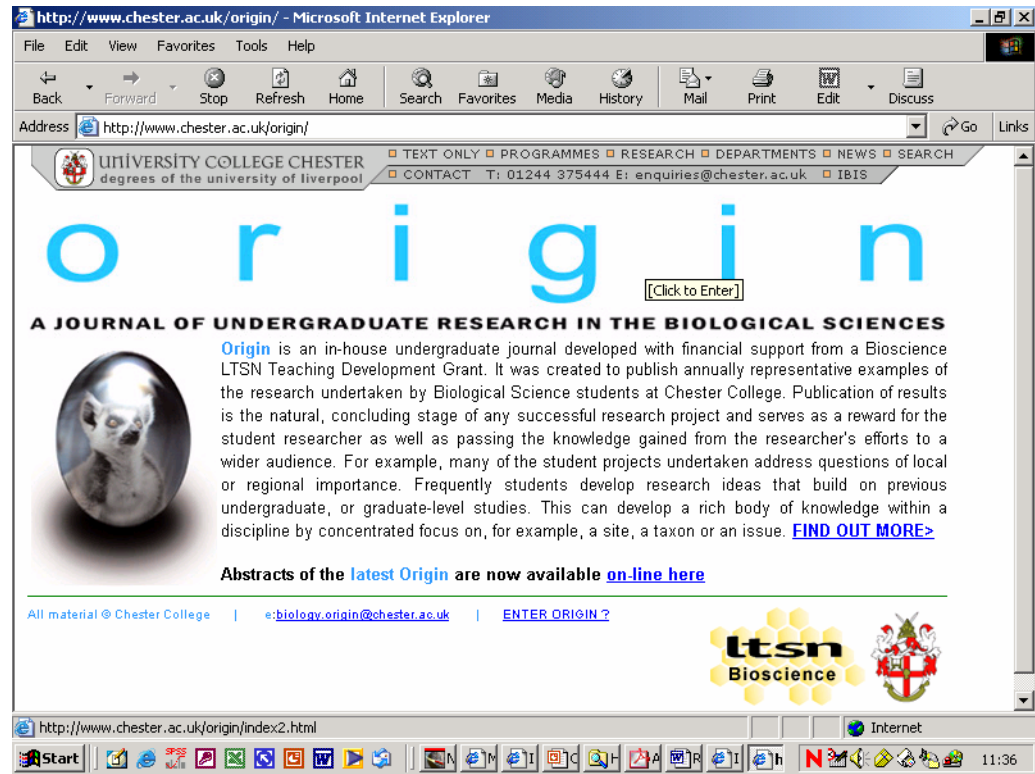 http://www.chester.ac.uk/origin/ - Microsoft Internet Explorer
File Edit View Favorites Tools Help
Back Forward Stop Refresh Home Search Favorites Media History Mail Print Edit Discuss
Address http://www.chester.ac.uk/origin/ Go Links
UNIVERSITY COLLEGE CHESTER
degrees of the university of liverpool
TEXT ONLY PROGRAMMES RESEARCH DEPARTMENTS NEWS SEARCH
CONTACT T: 01244 375444 E: enquiries@chester.ac.uk IBIS
origin
[Click to Enter]
A JOURNAL OF UNDERGRADUATE RESEARCH IN THE BIOLOGICAL SCIENCES
Origin is an in-house undergraduate journal developed with financial support from a Bioscience
LTSN Teaching Development Grant. It was created to publish annually representative examples of
the research undertaken by Biological Science students at Chester College. Publication of results
is the natural, concluding stage of any successful research project and serves as a reward for the
student researcher as well as passing the knowledge gained from the researcher's efforts to a
wider audience. For example, many of the student projects undertaken address questions of local
or regional importance. Frequently students develop research ideas that build on previous
undergraduate, or graduate-level studies. This can develop a rich body of knowledge within a
discipline by concentrated focus on, for example, a site, a taxon or an issue. FIND OUT MORE>
Abstracts of the latest Origin are now available on-line here
All material © Chester College | e:biology.origin@chester.ac.uk | ENTER ORIGIN ?
ltsn
Bioscience
http://www.chester.ac.uk/origin/index2.html Internet
Start 11:36